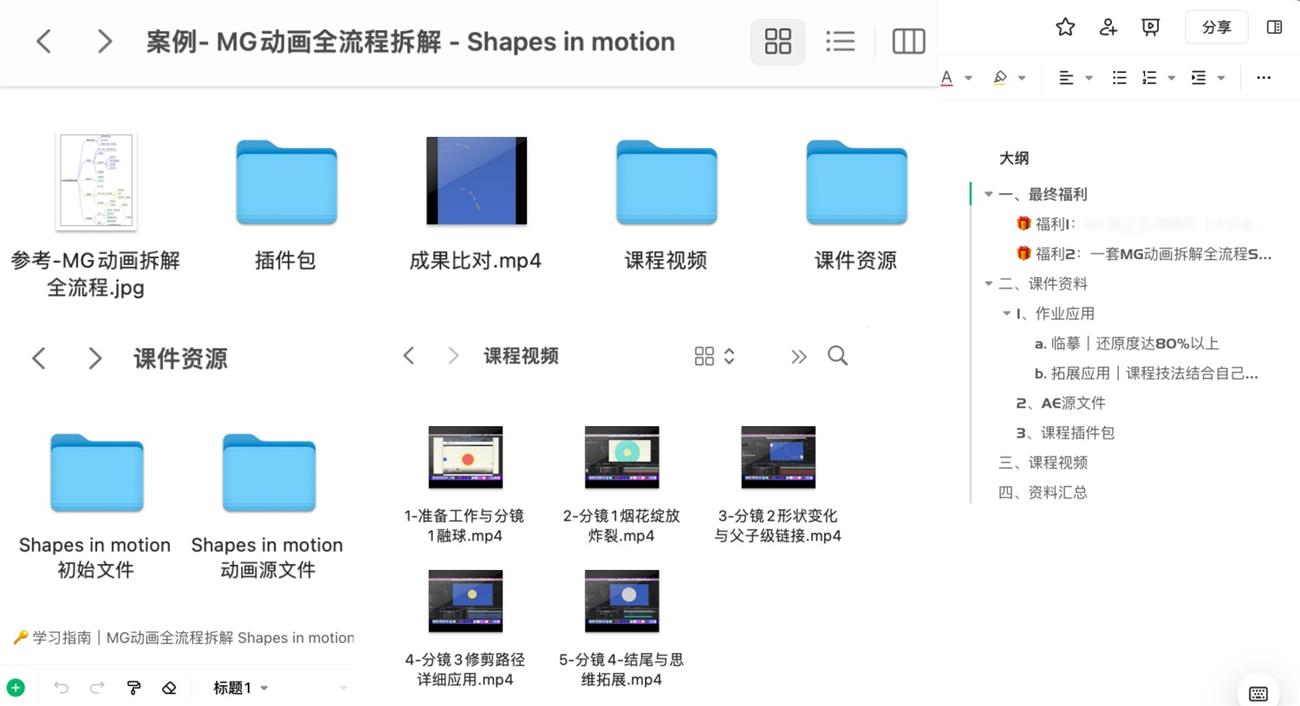 案例- MG动画全流程拆解 - Shapes in motion
参考-MG动画拆解
全流程.jpg
插件包
成果比对.mp4
课程视频
课件资源
课件资源
Shapes in motion
初始文件
Shapes in motion
动画源文件
🔑 学习指南｜MG动画全流程拆解 Shapes in motion
标题1
课程视频
1-准备工作与分镜
1融球.mp4
2-分镜1烟花绽放
炸裂.mp4
3-分镜2形状变化
与父子级链接.mp4
4-分镜3修剪路径
详细应用.mp4
5-分镜4-结尾与思
维拓展.mp4
分享
A
大纲
一、最终福利
🎁 福利1：
🎁 福利2：一套MG动画拆解全流程S...
二、课件资料
1、作业应用
a. 临摹｜还原度达80%以上
b. 拓展应用｜课程技法结合自己...
2、AE源文件
3、课程插件包
三、课程视频
四、资料汇总